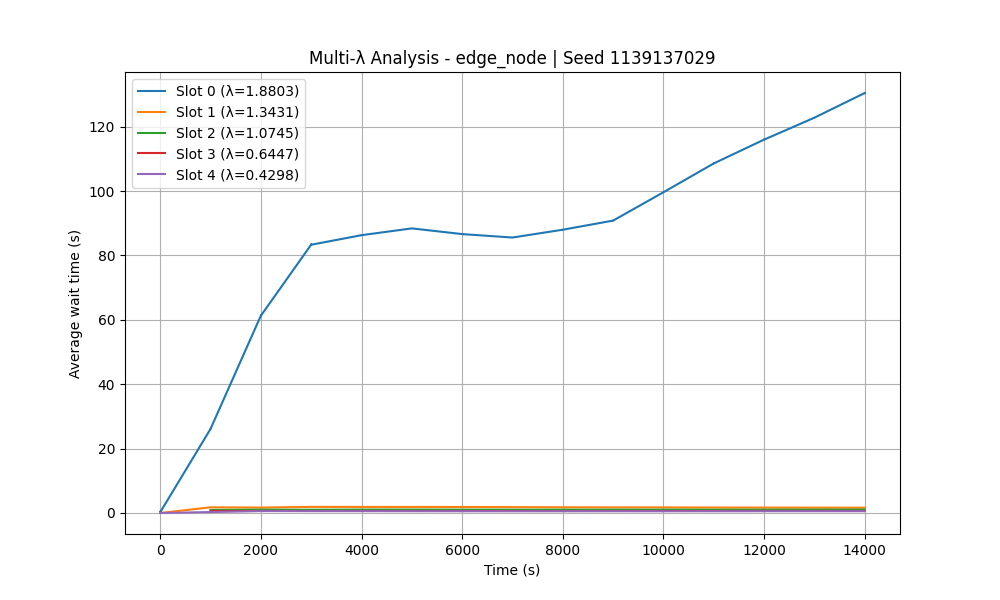 Multi-λ Analysis - edge_node | Seed 1139137029
Slot 0 (λ=1.8803)
Slot 1 (λ=1.3431)
Slot 2 (λ=1.0745)
Slot 3 (λ=0.6447)
Slot 4 (λ=0.4298)
Average wait time (s)
120
100
80
60
40
20
0
0 2000 4000 6000 8000 10000 12000 14000
Time (s)